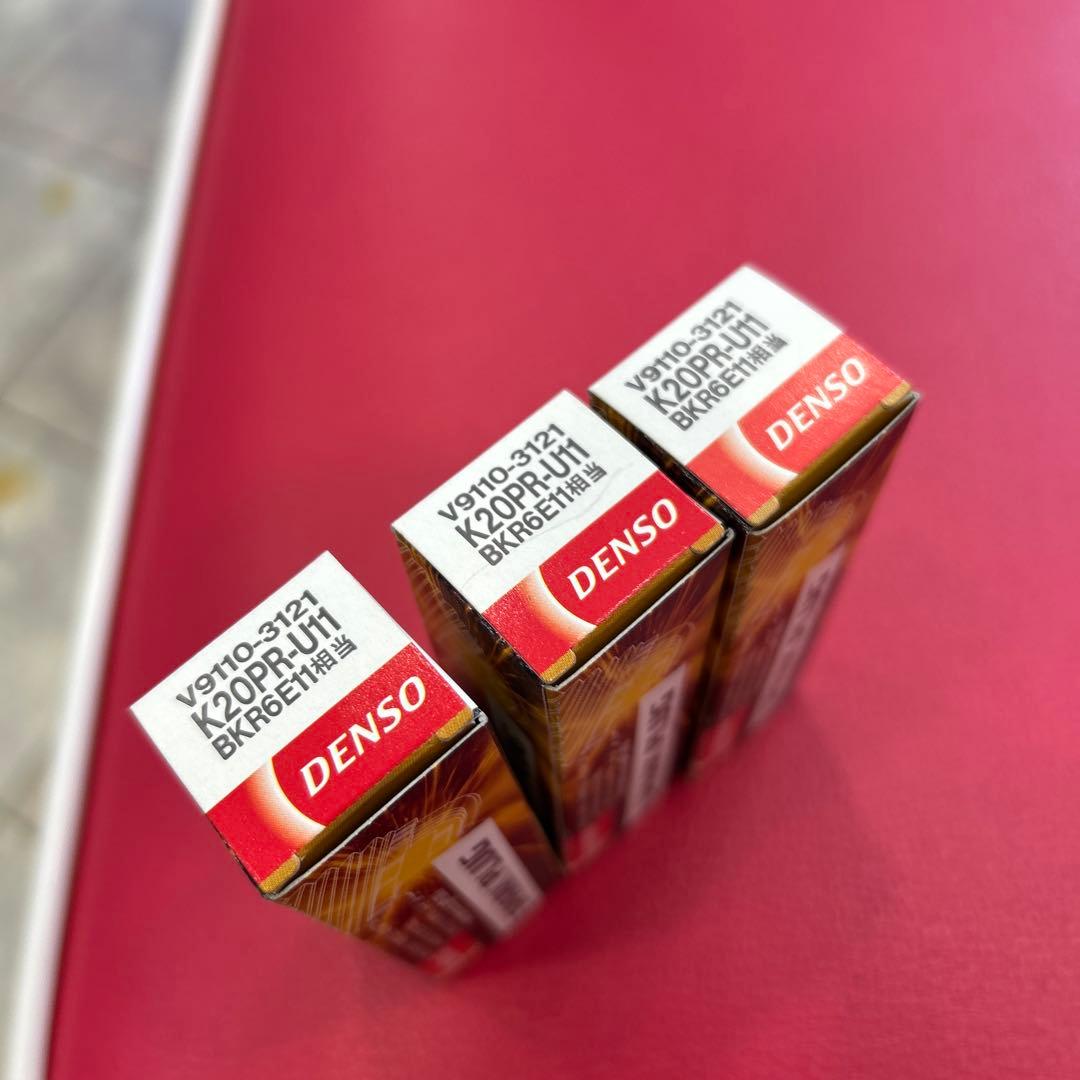 V9110-3121
K20PR-U11
BKR6E11相当
DENSO
V9110-3121
K20PR-U11
BKR6E11相当
DENSO
V9110-3121
K20PR-U11
BKR6E11相当
DENSO